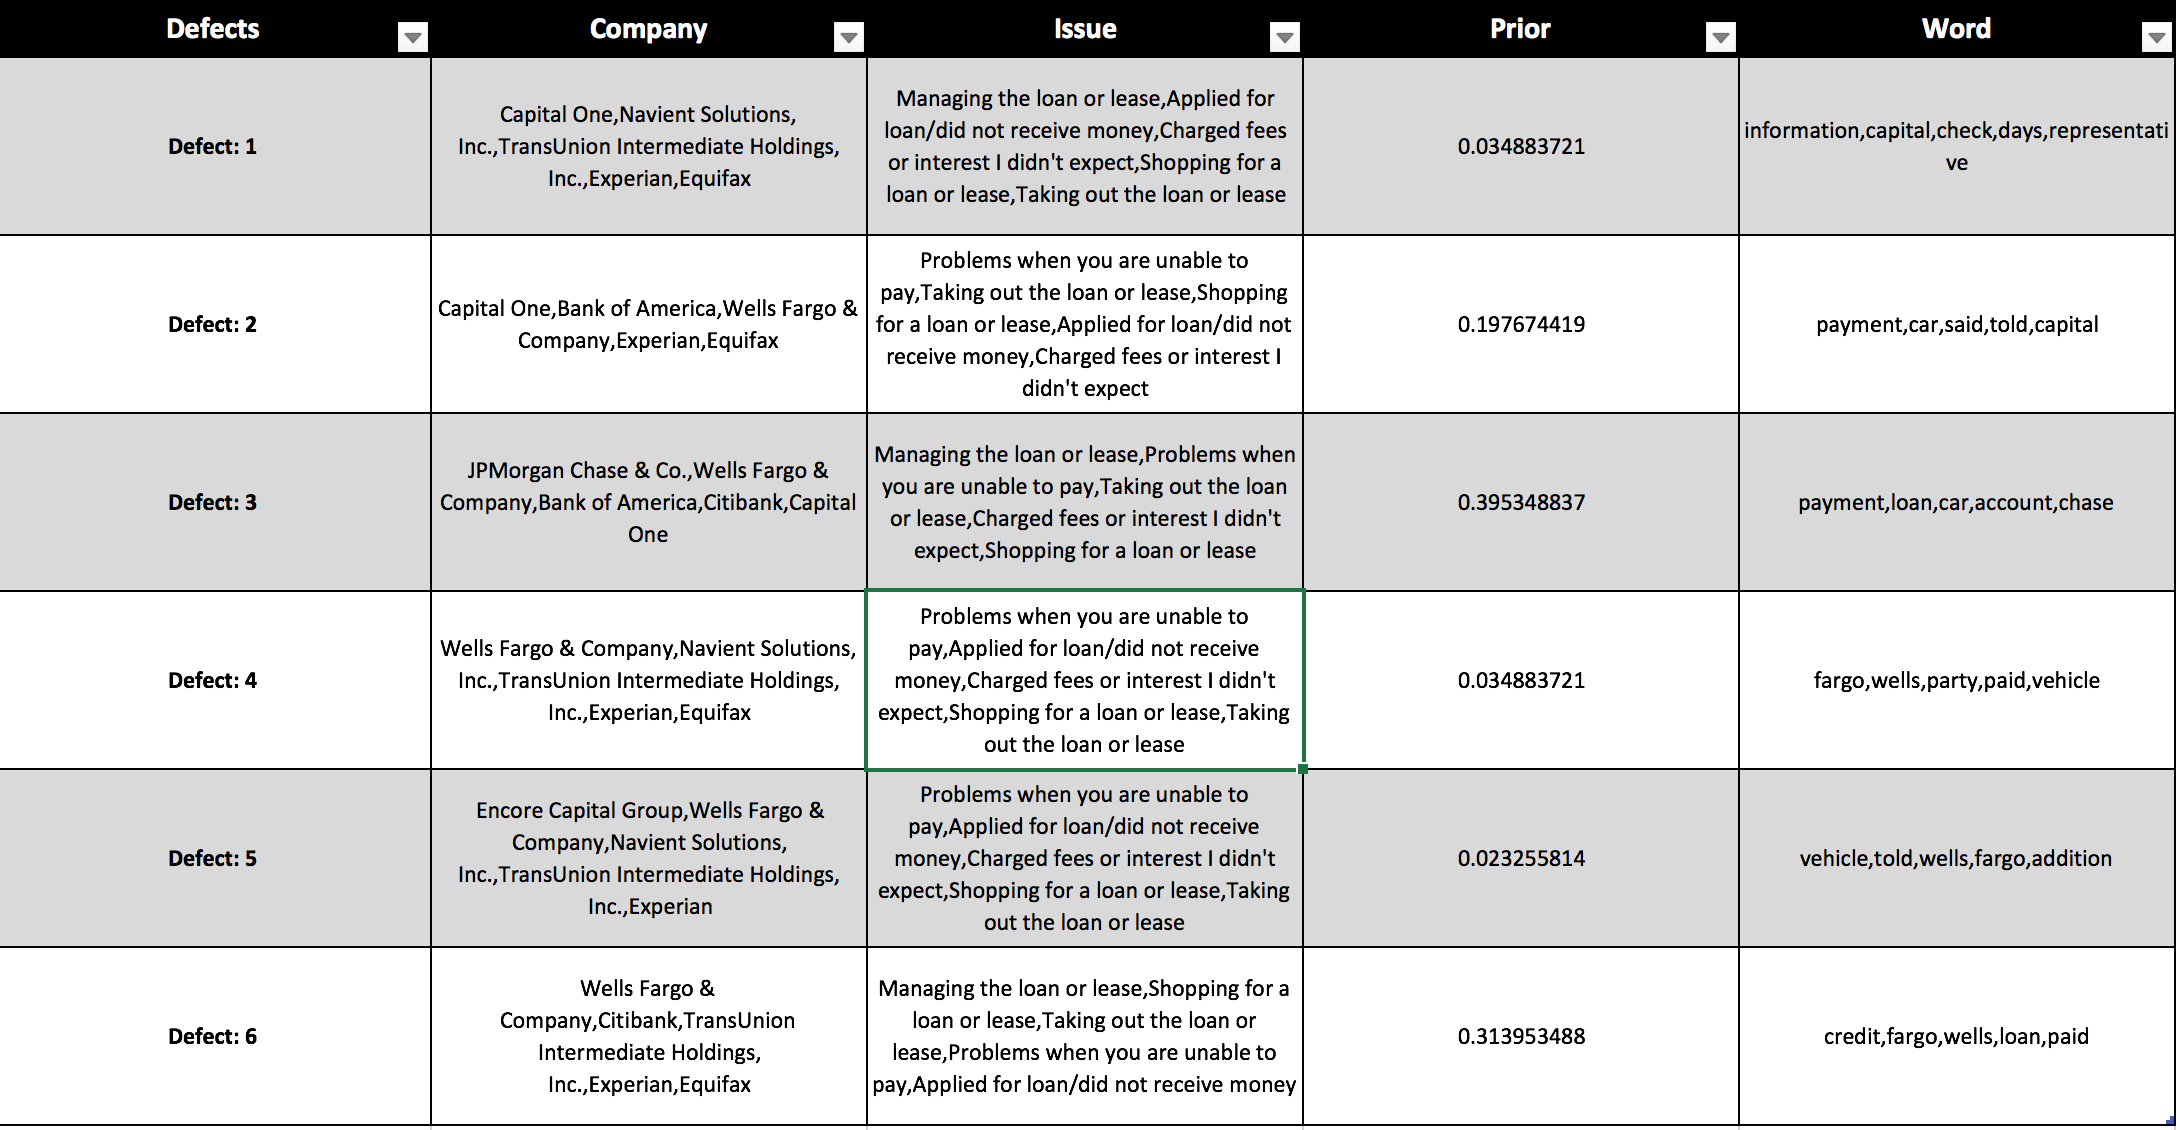 Defects
Company
Issue
Prior
Word
Defect: 1
Capital One,Navient Solutions,
Inc.,TransUnion Intermediate Holdings,
Inc.,Experian,Equifax
Managing the loan or lease,Applied for
loan/did not receive money,Charged fees
or interest I didn't expect,Shopping for a
loan or lease,Taking out the loan or lease
0.034883721
information,capital,check,days,representati
ve
Defect: 2
Capital One,Bank of America,Wells Fargo &
Company,Experian,Equifax
Problems when you are unable to
pay,Taking out the loan or lease,Shopping
for a loan or lease,Applied for loan/did not
receive money,Charged fees or interest I
didn't expect
0.197674419
payment,car,said,told,capital
Defect: 3
JPMorgan Chase & Co.,Wells Fargo &
Company,Bank of America,Citibank,Capital
One
Managing the loan or lease,Problems when
you are unable to pay,Taking out the loan
or lease,Charged fees or interest I didn't
expect,Shopping for a loan or lease
0.395348837
payment,loan,car,account,chase
Defect: 4
Wells Fargo & Company,Navient Solutions,
Inc.,TransUnion Intermediate Holdings,
Inc.,Experian,Equifax
Problems when you are unable to
pay,Applied for loan/did not receive
money,Charged fees or interest I didn't
expect,Shopping for a loan or lease,Taking
out the loan or lease
0.034883721
fargo,wells,party,paid,vehicle
Defect: 5
Encore Capital Group,Wells Fargo &
Company,Navient Solutions,
Inc.,TransUnion Intermediate Holdings,
Inc.,Experian
Problems when you are unable to
pay,Applied for loan/did not receive
money,Charged fees or interest I didn't
expect,Shopping for a loan or lease,Taking
out the loan or lease
0.023255814
vehicle,told,wells,fargo,addition
Defect: 6
Wells Fargo &
Company,Citibank,TransUnion
Intermediate Holdings,
Inc.,Experian,Equifax
Managing the loan or lease,Shopping for a
loan or lease,Taking out the loan or
lease,Problems when you are unable to
pay,Applied for loan/did not receive money
0.313953488
credit,fargo,wells,loan,paid